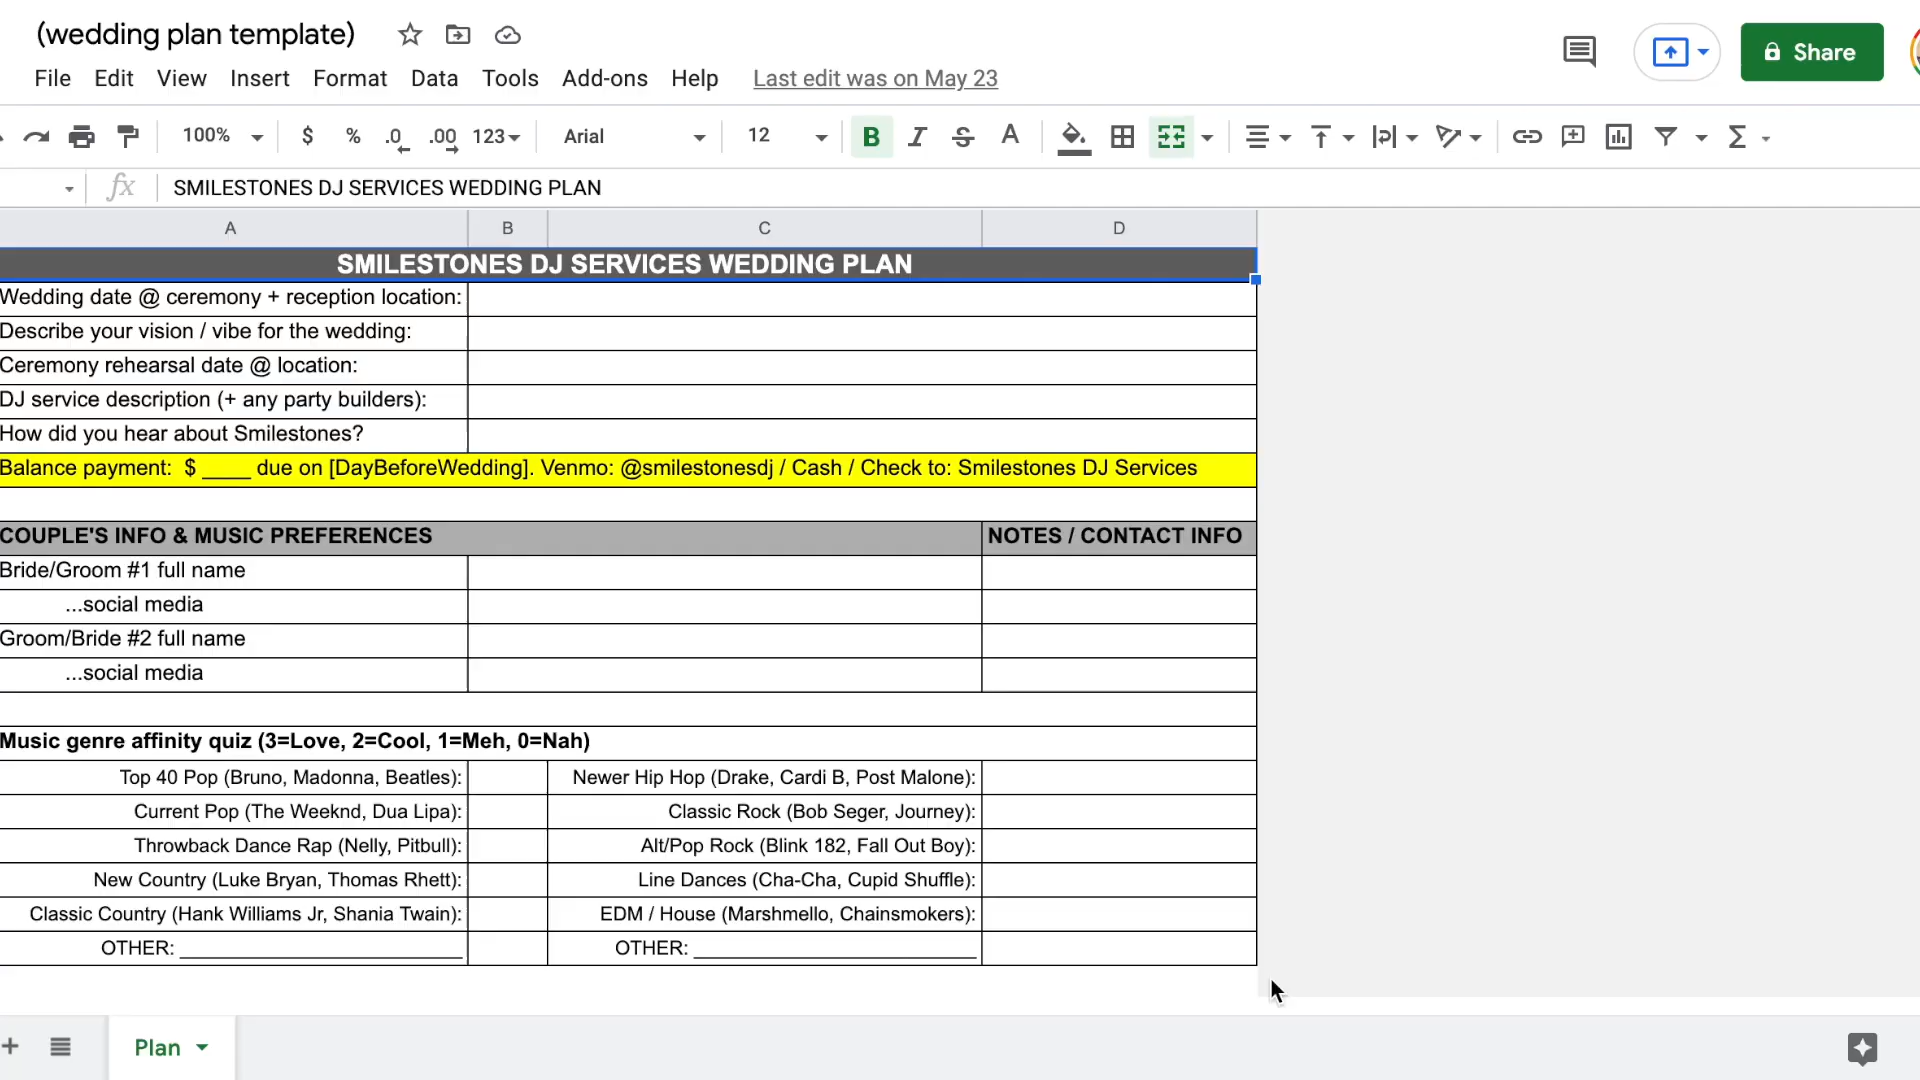 (wedding plan template)
File Edit View Insert Format Data Tools Add-ons Help Last edit was on May 23
Share
100% $ % .0 .00 123 Arial 12 B I S A Σ
fx SMILESTONES DJ SERVICES WEDDING PLAN
A B C D
SMILESTONES DJ SERVICES WEDDING PLAN
Wedding date @ ceremony + reception location:
Describe your vision / vibe for the wedding:
Ceremony rehearsal date @ location:
DJ service description (+ any party builders):
How did you hear about Smilestones?
Balance payment: $ ____ due on [DayBeforeWedding]. Venmo: @smilestonesdj / Cash / Check to: Smilestones DJ Services
COUPLE'S INFO & MUSIC PREFERENCES NOTES / CONTACT INFO
Bride/Groom #1 full name
...social media
Groom/Bride #2 full name
...social media
Music genre affinity quiz (3=Love, 2=Cool, 1=Meh, 0=Nah)
Top 40 Pop (Bruno, Madonna, Beatles): Newer Hip Hop (Drake, Cardi B, Post Malone):
Current Pop (The Weeknd, Dua Lipa): Classic Rock (Bob Seger, Journey):
Throwback Dance Rap (Nelly, Pitbull): Alt/Pop Rock (Blink 182, Fall Out Boy):
New Country (Luke Bryan, Thomas Rhett): Line Dances (Cha-Cha, Cupid Shuffle):
Classic Country (Hank Williams Jr, Shania Twain): EDM / House (Marshmello, Chainsmokers):
OTHER: __________________________ OTHER: __________________________
Plan